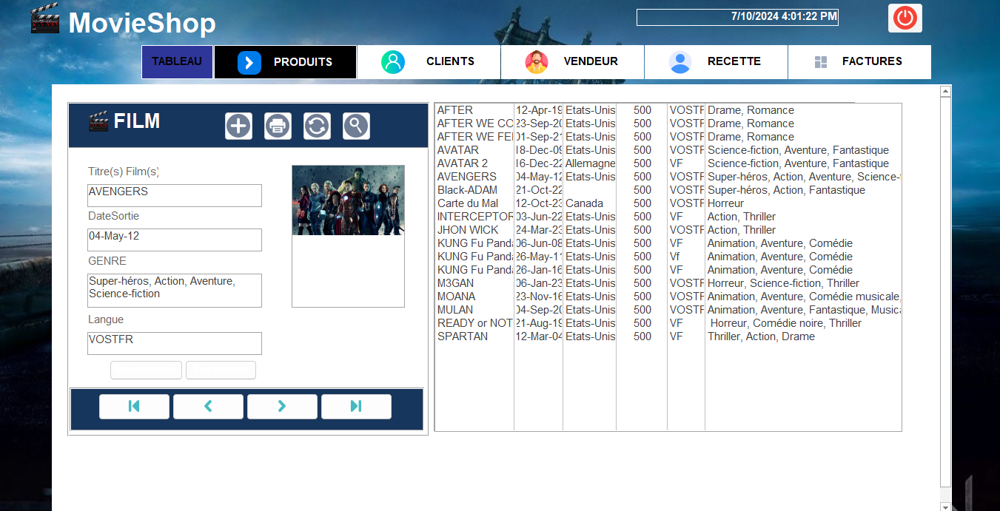 MovieShop
7/10/2024 4:01:22 PM
TABLEAU PRODUITS CLIENTS VENDEUR RECETTE FACTURES
FILM
Titre(s) Film(s)
AVENGERS
DateSortie
04-May-12
GENRE
Super-héros, Action, Aventure,
Science-fiction
Langue
VOSTFR
AFTER 12-Apr-19 Etats-Unis 500 VOSTF Drame, Romance
AFTER WE CO 23-Sep-20 Etats-Unis 500 VOSTF Drame, Romance
AFTER WE FEI 01-Sep-21 Etats-Unis 500 VOSTF Drame, Romance
AVATAR 18-Dec-09 Etats-Unis 500 VOSTF Science-fiction, Aventure, Fantastique
AVATAR 2 16-Dec-22 Allemagne 500 VF Science-fiction, Aventure, Fantastique
AVENGERS 04-May-12 Etats-Unis 500 VOSTF Super-héros, Action, Aventure, Science-
Black-ADAM 21-Oct-22 500 VOSTF Super-héros, Action, Fantastique
Carte du Mal 12-Oct-23 Canada 500 VOSTF Horreur
INTERCEPTOR 03-Jun-22 Etats-Unis 500 VF Action, Thriller
JHON WICK 24-Mar-23 Etats-Unis 500 VOSTF Action, Thriller
KUNG Fu Panda 06-Jun-08 Etats-Unis 500 VF Animation, Aventure, Comédie
KUNG Fu Panda 26-May-11 Etats-Unis 500 Vf Animation, Aventure, Comédie
KUNG Fu Panda 26-Jan-16 Etats-Unis 500 VF Animation, Aventure, Comédie
M3GAN 06-Jan-23 Etats-Unis 500 VOSTF Horreur, Science-fiction, Thriller
MOANA 23-Nov-16 Etats-Unis 500 VOSTF Animation, Aventure, Comédie musicale,
MULAN 04-Sep-20 Etats-Unis 500 VOSTF Animation, Aventure, Fantastique, Musica
READY or NOT 21-Aug-19 Etats-Unis 500 VF Horreur, Comédie noire, Thriller
SPARTAN 12-Mar-04 Etats-Unis 500 VF Thriller, Action, Drame